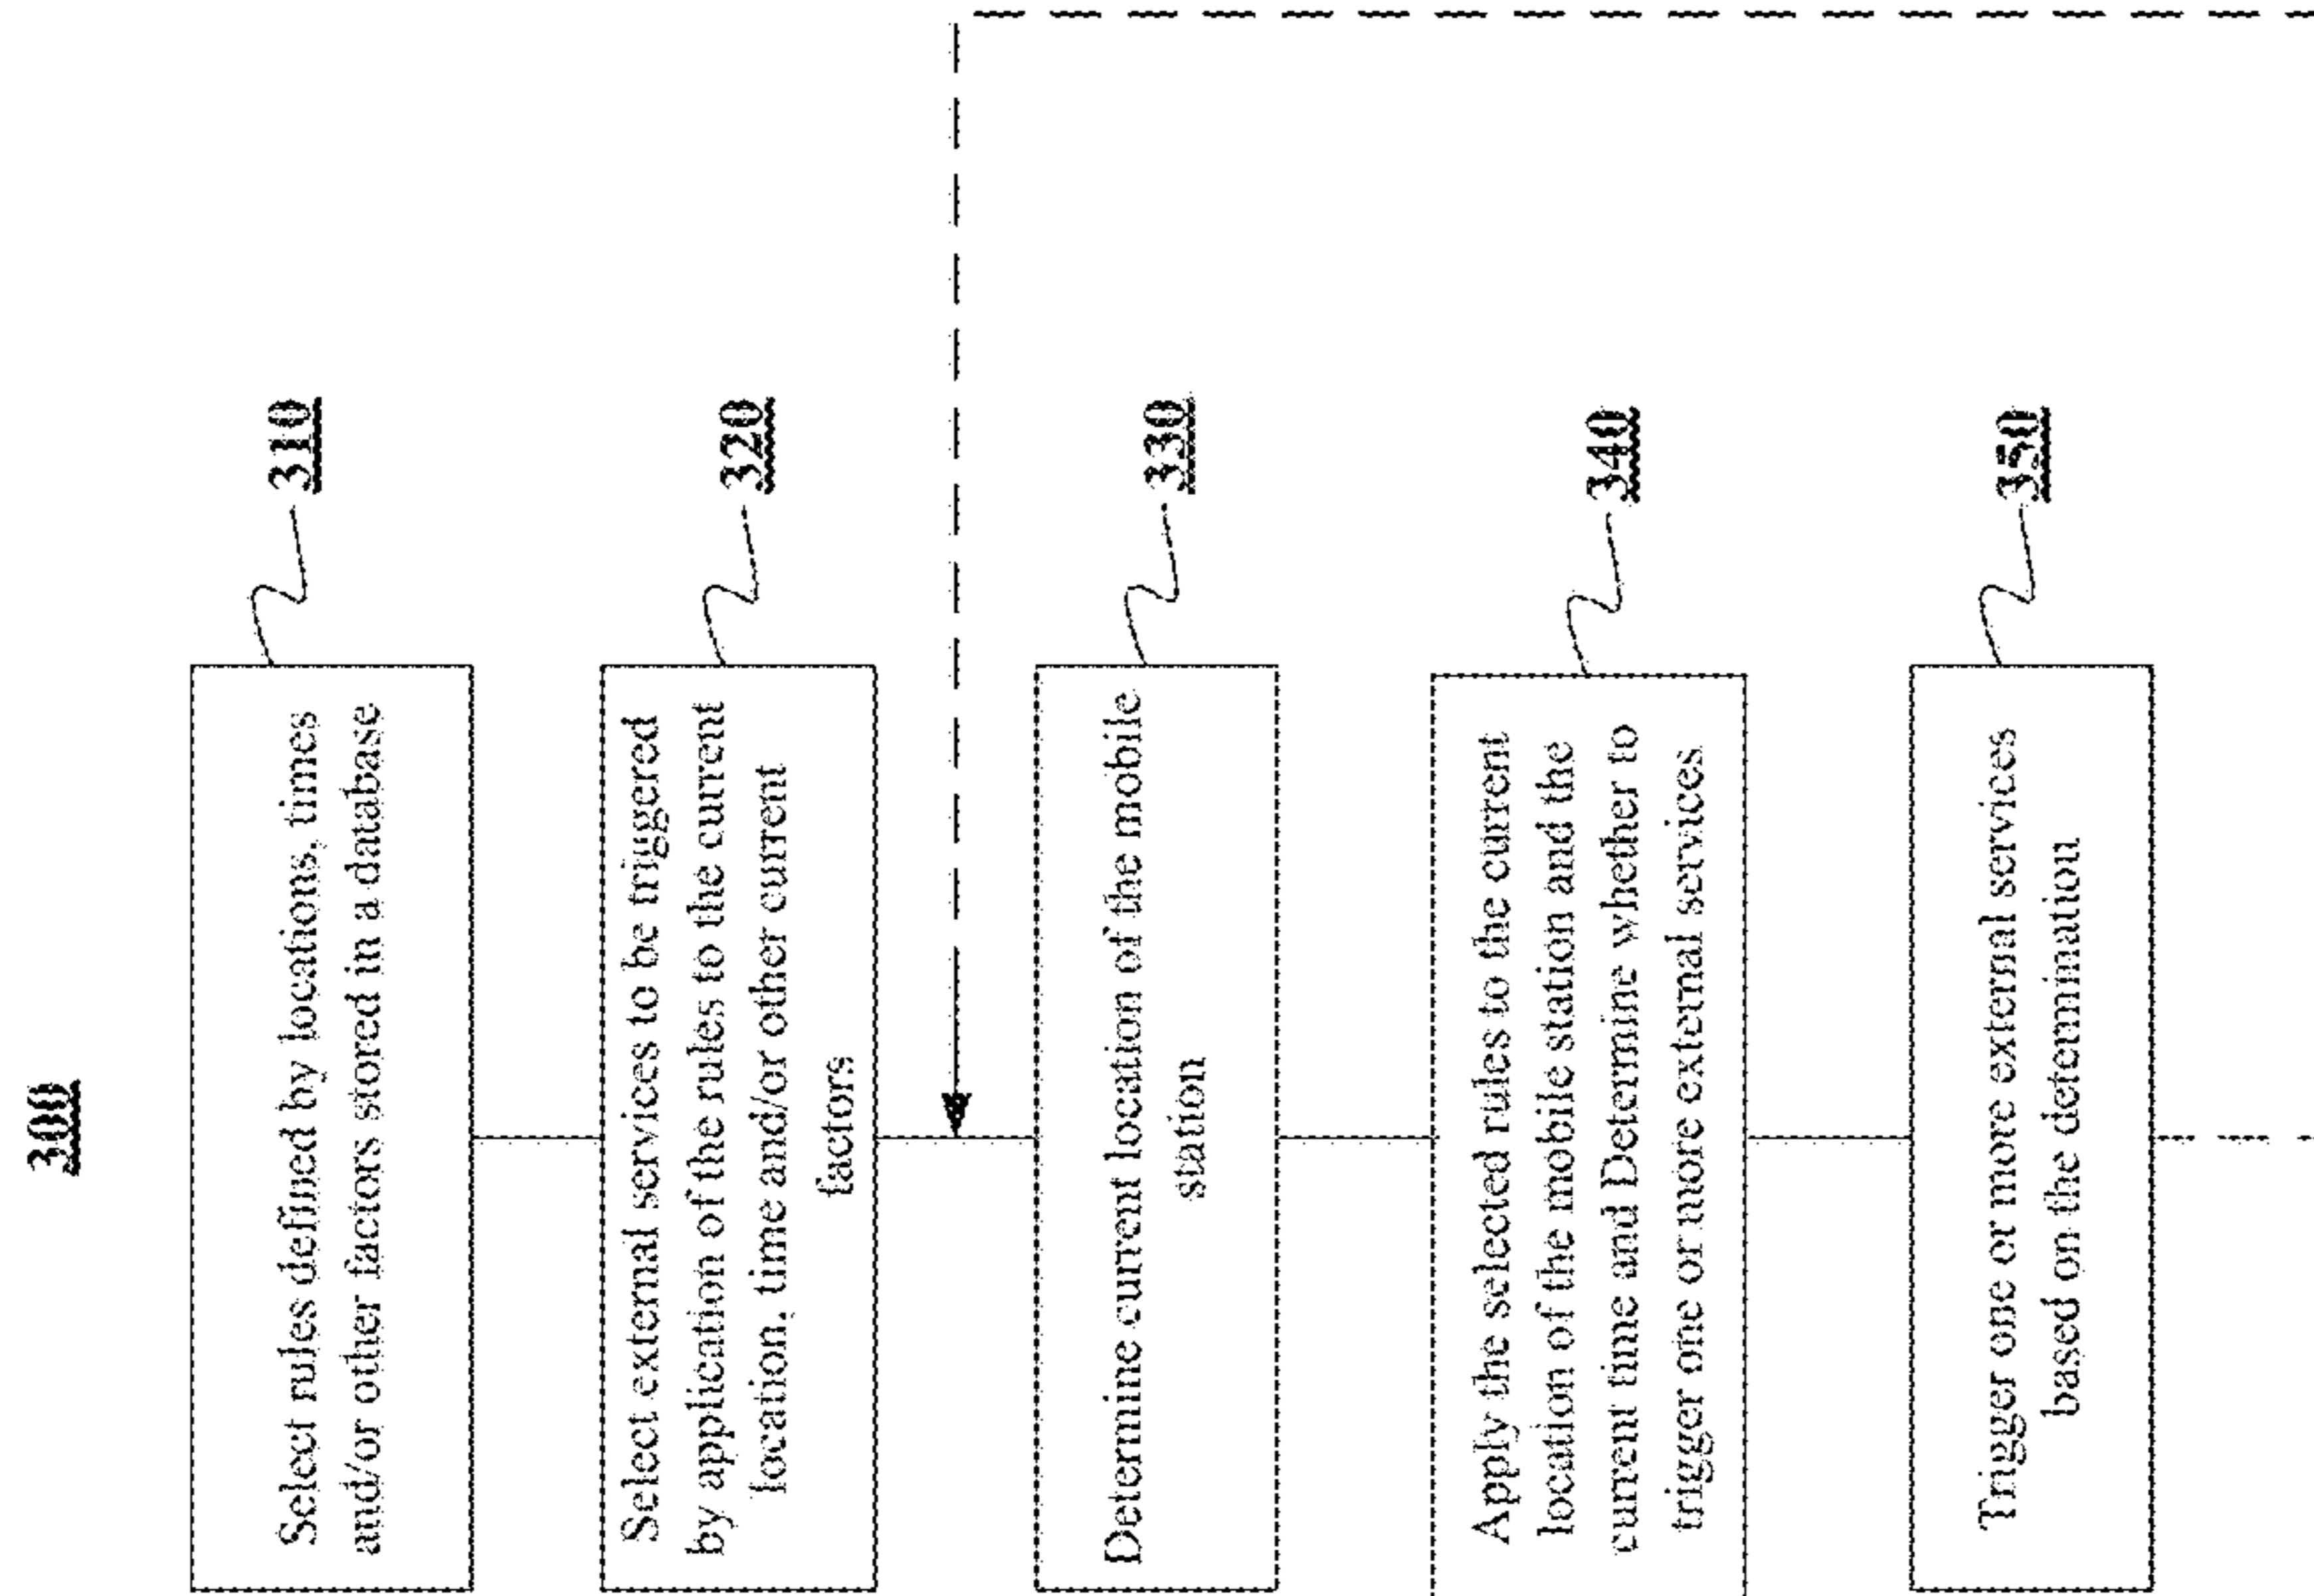 300
Select rules defined by locations, times
and/or other factors stored in a database
310
Select external services to be triggered
by application of the rules to the current
location, time and/or other current
factors
320
Determine current location of the mobile
station
330
Apply the selected rules to the current
location of the mobile station and the
current time and Determine whether to
trigger one or more external services
340
Trigger one or more external services
based on the determination
350